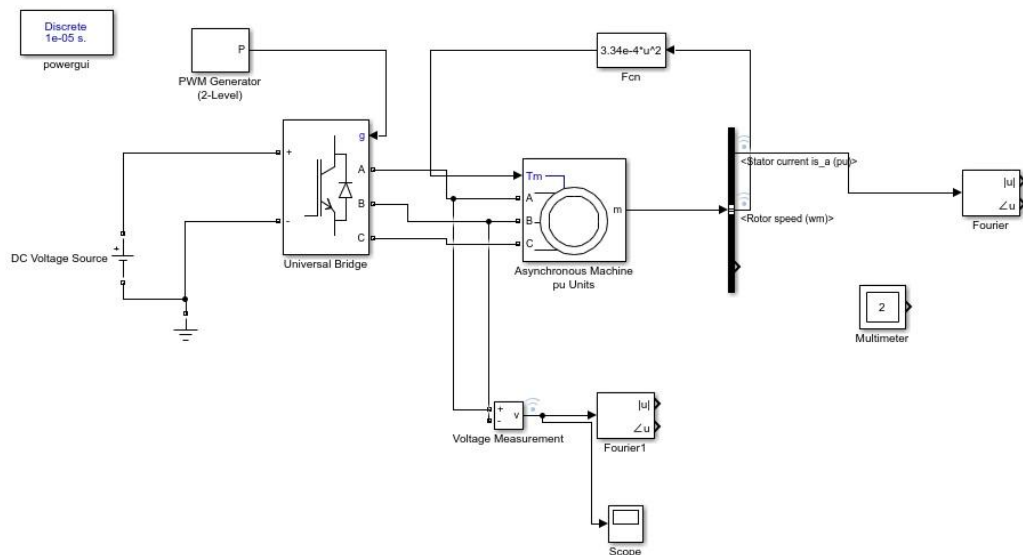 Discrete
1e-05 s.
powergui
P
PWM Generator
(2-Level)
3.34e-4*u^2
Fcn
g
+
A
B
-
C
Universal Bridge
DC Voltage Source
+
Tm
A
B
C
m
Asynchronous Machine
pu Units
<Stator current is_a (pu)>
<Rotor speed (wm)>
|u|
∠u
Fourier
2
Multimeter
+
-
v
Voltage Measurement
|u|
∠u
Fourier1
Scope